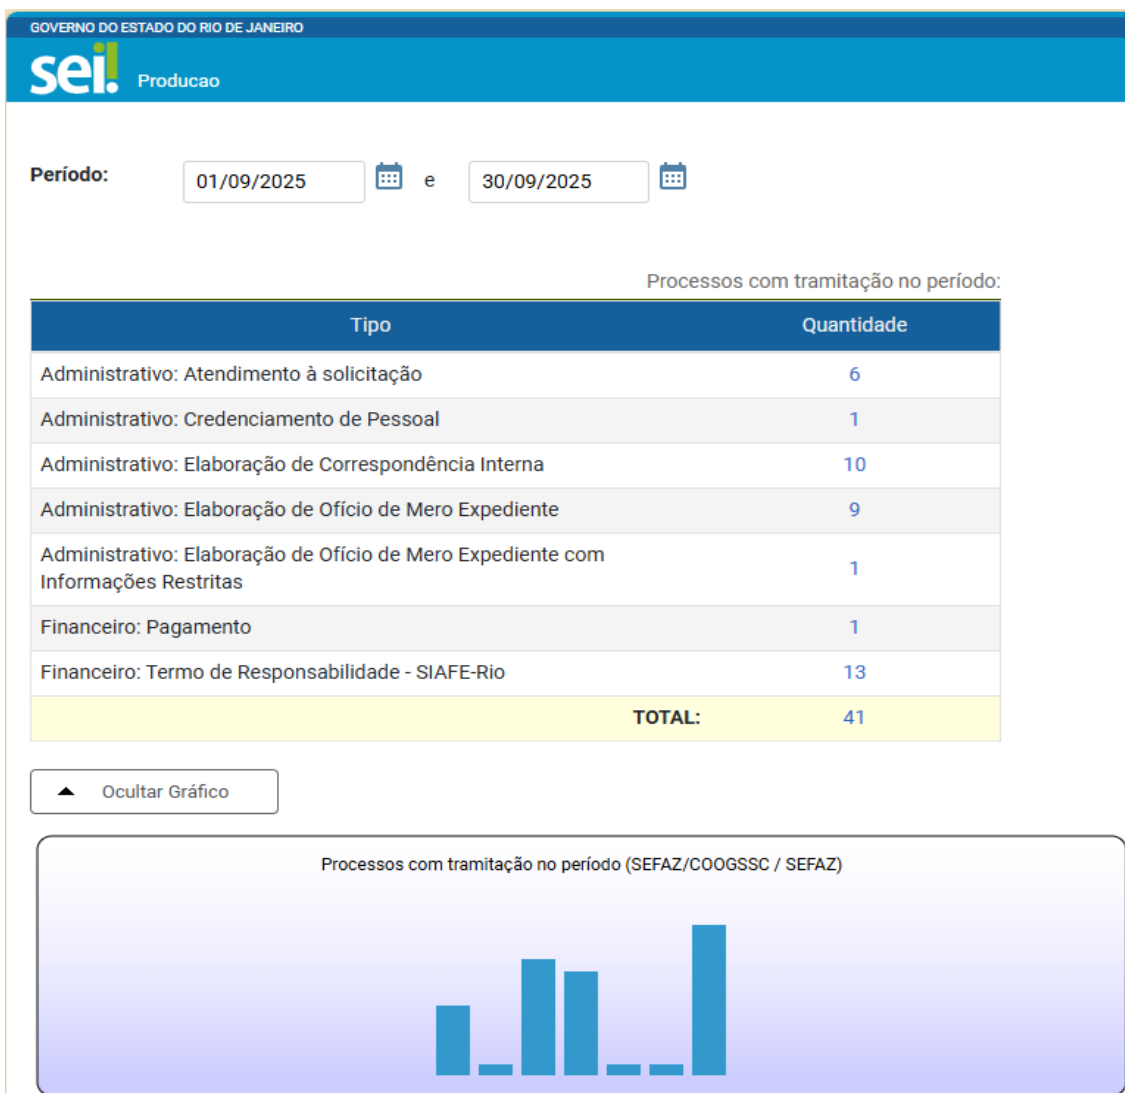 GOVERNO DO ESTADO DO RIO DE JANEIRO
sei! Producao
Período: 01/09/2025 e 30/09/2025
Processos com tramitação no período:
Tipo Quantidade
Administrativo: Atendimento à solicitação 6
Administrativo: Credenciamento de Pessoal 1
Administrativo: Elaboração de Correspondência Interna 10
Administrativo: Elaboração de Ofício de Mero Expediente 9
Administrativo: Elaboração de Ofício de Mero Expediente com
Informações Restritas 1
Financeiro: Pagamento 1
Financeiro: Termo de Responsabilidade - SIAFE-Rio 13
TOTAL: 41
Ocultar Gráfico
Processos com tramitação no período (SEFAZ/COOGSSC / SEFAZ)